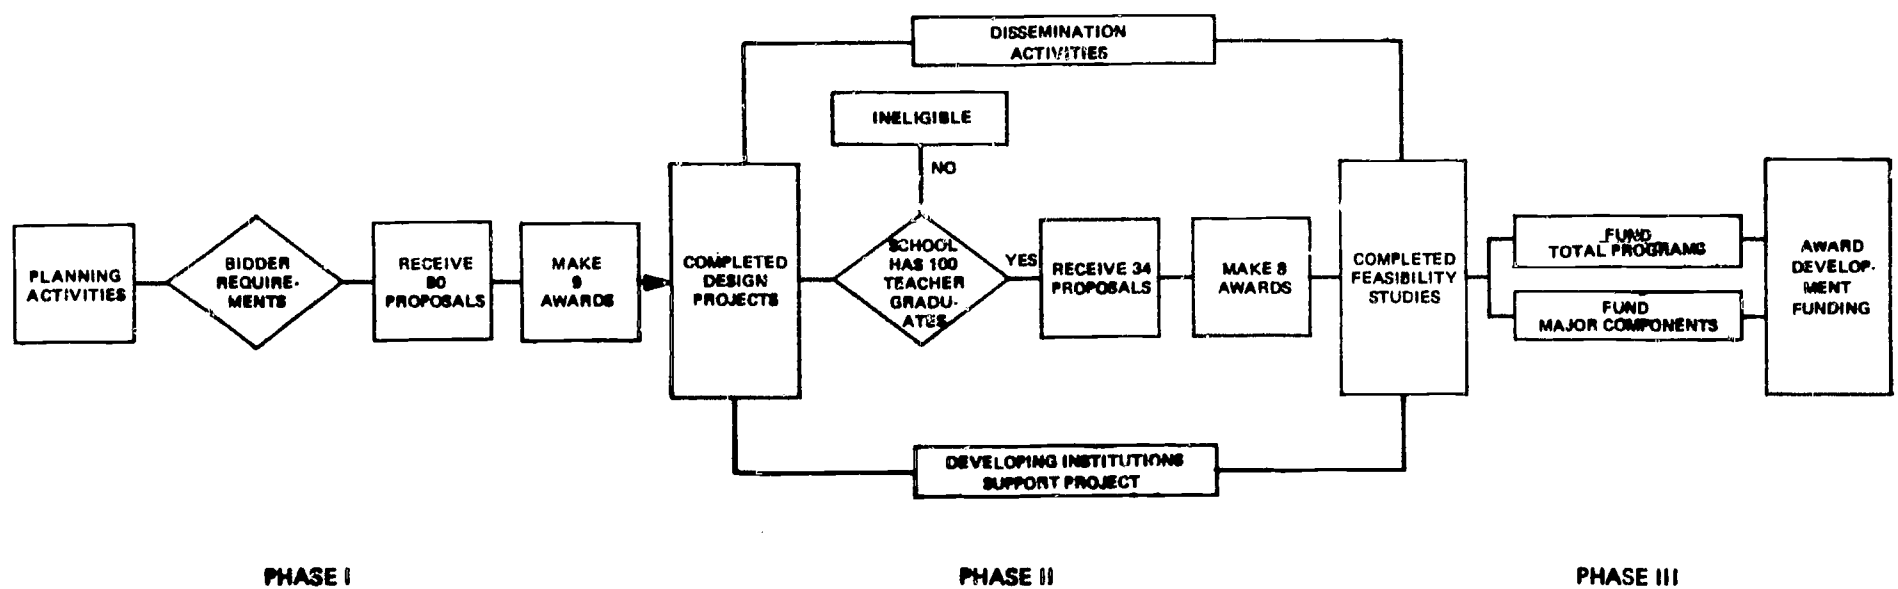 DISSEMINATION
ACTIVITIES
INELIGIBLE
NO
PLANNING
ACTIVITIES
BIDDER
REQUIRE-
MENTS
RECEIVE
80
PROPOSALS
MAKE
9
AWARDS
COMPLETED
DESIGN
PROJECTS
SCHOOL
HAS 100
TEACHER
GRADU-
ATES
YES
RECEIVE 34
PROPOSALS
MAKE 8
AWARDS
COMPLETED
FEASIBILITY
STUDIES
FUND
TOTAL PROGRAMS
FUND
MAJOR COMPONENTS
AWARD
DEVELOP-
MENT
FUNDING
DEVELOPING INSTITUTIONS
SUPPORT PROJECT
PHASE I
PHASE II
PHASE III